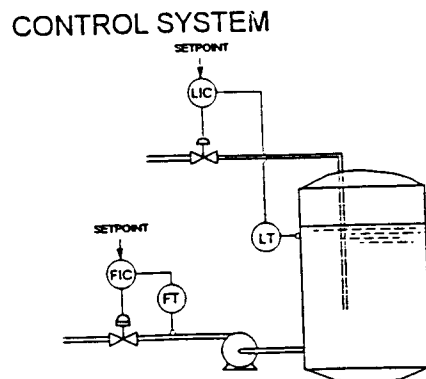 CONTROL SYSTEM
SETPOINT
LIC
LT
SETPOINT
FIC
FT